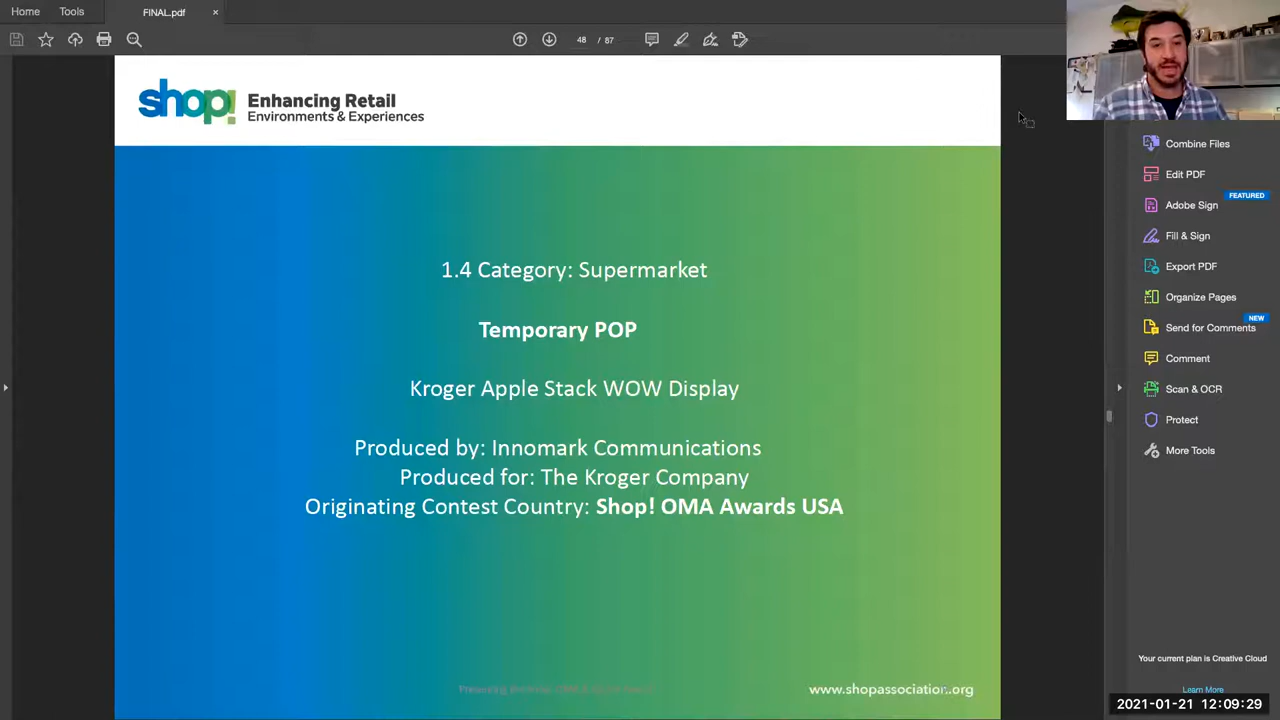 Home
Tools
FINAL.pdf
×
48 / 87
shop!
Enhancing Retail
Environments & Experiences
1.4 Category: Supermarket
Temporary POP
Kroger Apple Stack WOW Display
Produced by: Innomark Communications
Produced for: The Kroger Company
Originating Contest Country: Shop! OMA Awards USA
www.shopassociation.org
Combine Files
Edit PDF
FEATURED
Adobe Sign
Fill & Sign
Export PDF
Organize Pages
NEW
Send for Comments
Comment
Scan & OCR
Protect
More Tools
Your current plan is Creative Cloud
Learn More
2021-01-21 12:09:29